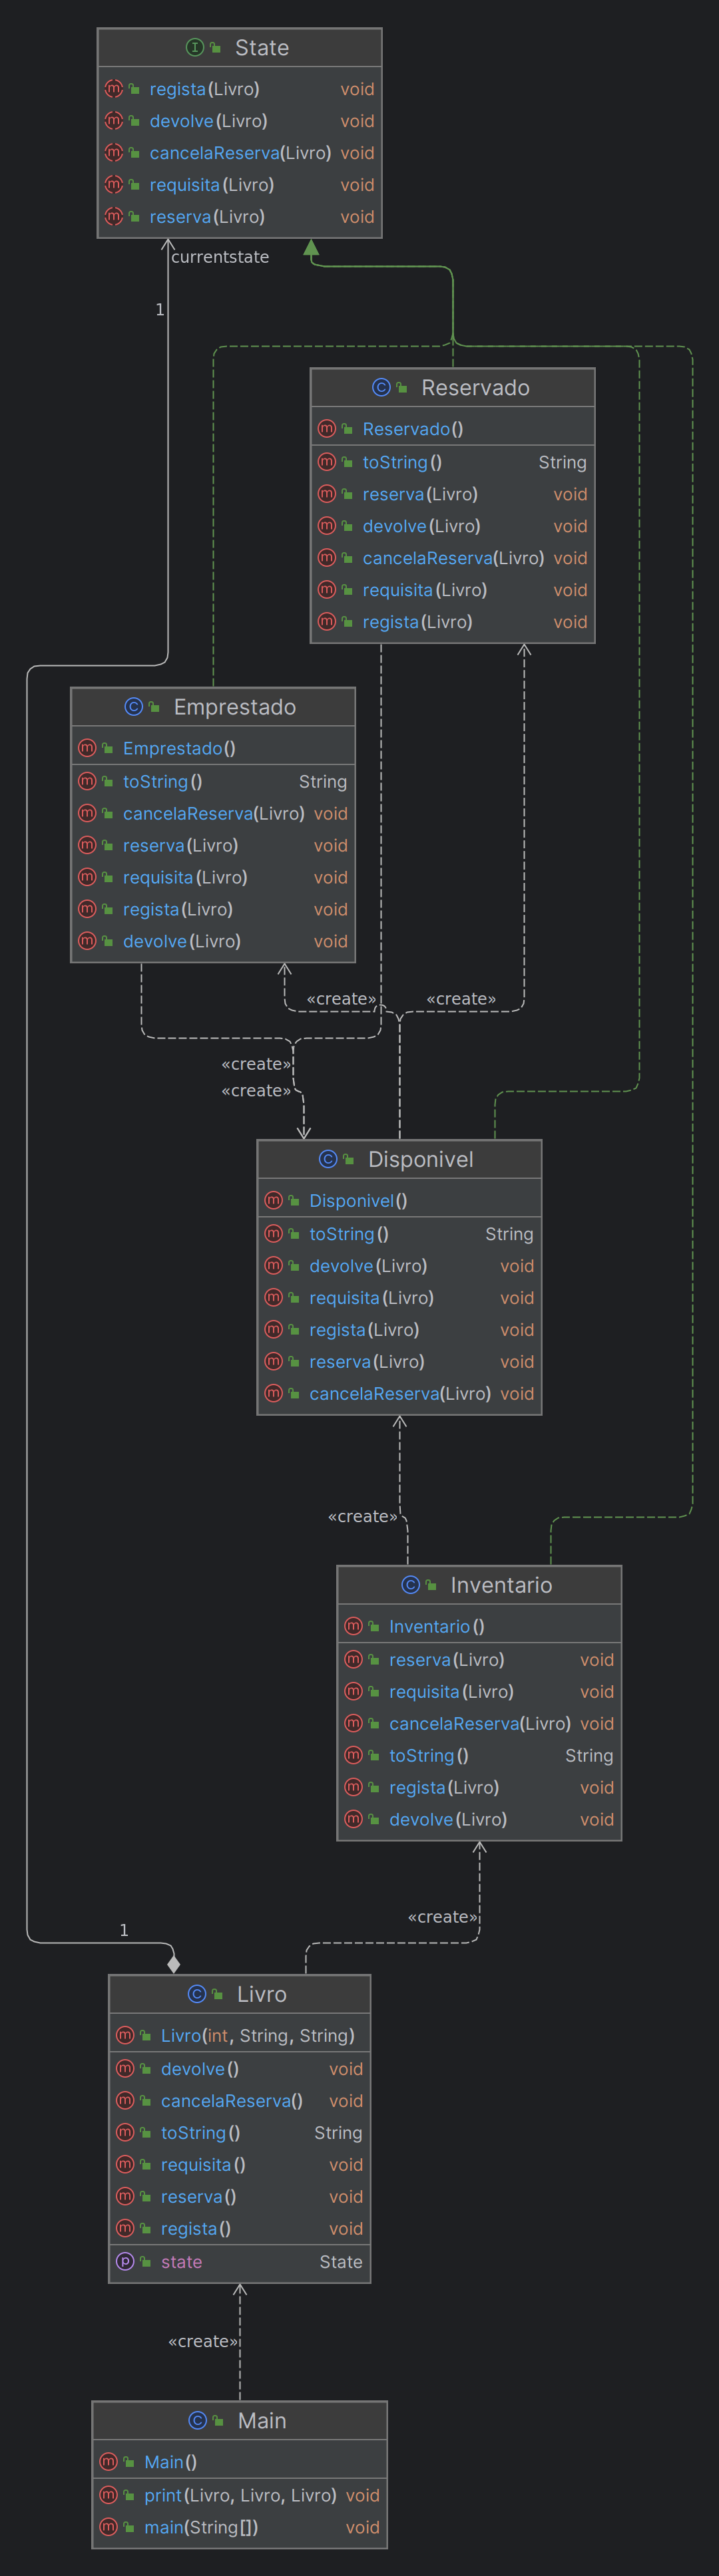 State
regista(Livro) void
devolve(Livro) void
cancelaReserva(Livro) void
requisita(Livro) void
reserva(Livro) void
currentstate
1
Reservado
Reservado()
toString() String
reserva(Livro) void
devolve(Livro) void
cancelaReserva(Livro) void
requisita(Livro) void
regista(Livro) void
Emprestado
Emprestado()
toString() String
cancelaReserva(Livro) void
reserva(Livro) void
requisita(Livro) void
regista(Livro) void
devolve(Livro) void
«create» «create»
«create»
«create»
Disponivel
Disponivel()
toString() String
devolve(Livro) void
requisita(Livro) void
regista(Livro) void
reserva(Livro) void
cancelaReserva(Livro) void
«create»
Inventario
Inventario()
reserva(Livro) void
requisita(Livro) void
cancelaReserva(Livro) void
toString() String
regista(Livro) void
devolve(Livro) void
«create»
1
Livro
Livro(int, String, String)
devolve() void
cancelaReserva() void
toString() String
requisita() void
reserva() void
regista() void
state State
«create»
Main
Main()
print(Livro, Livro, Livro) void
main(String[]) void